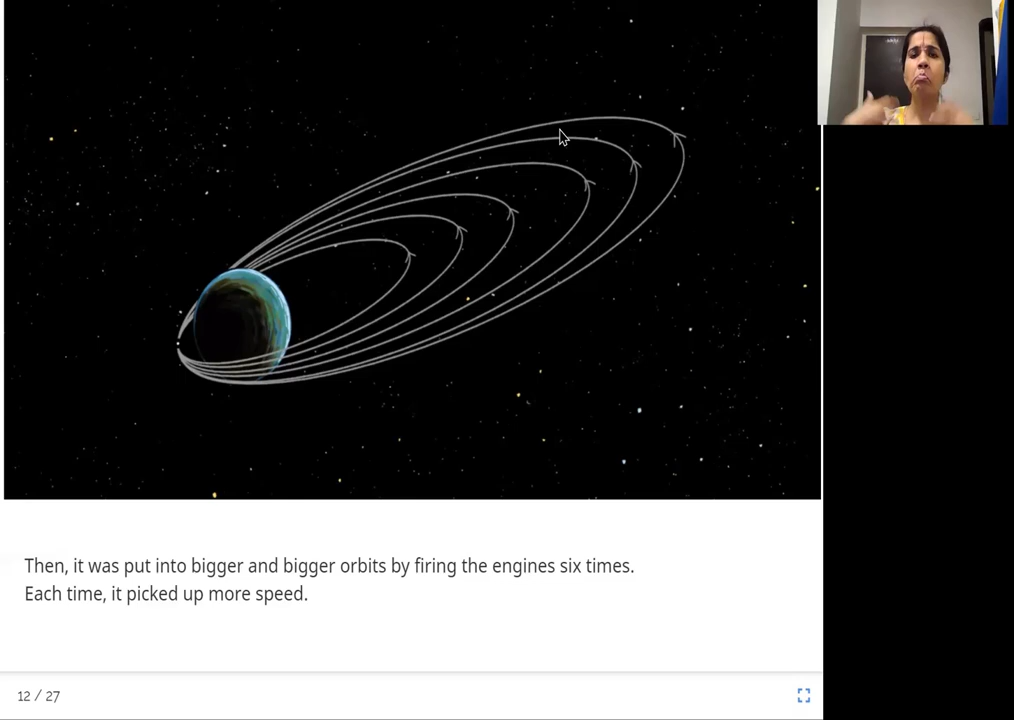 Then, it was put into bigger and bigger orbits by firing the engines six times.
Each time, it picked up more speed.
12 / 27